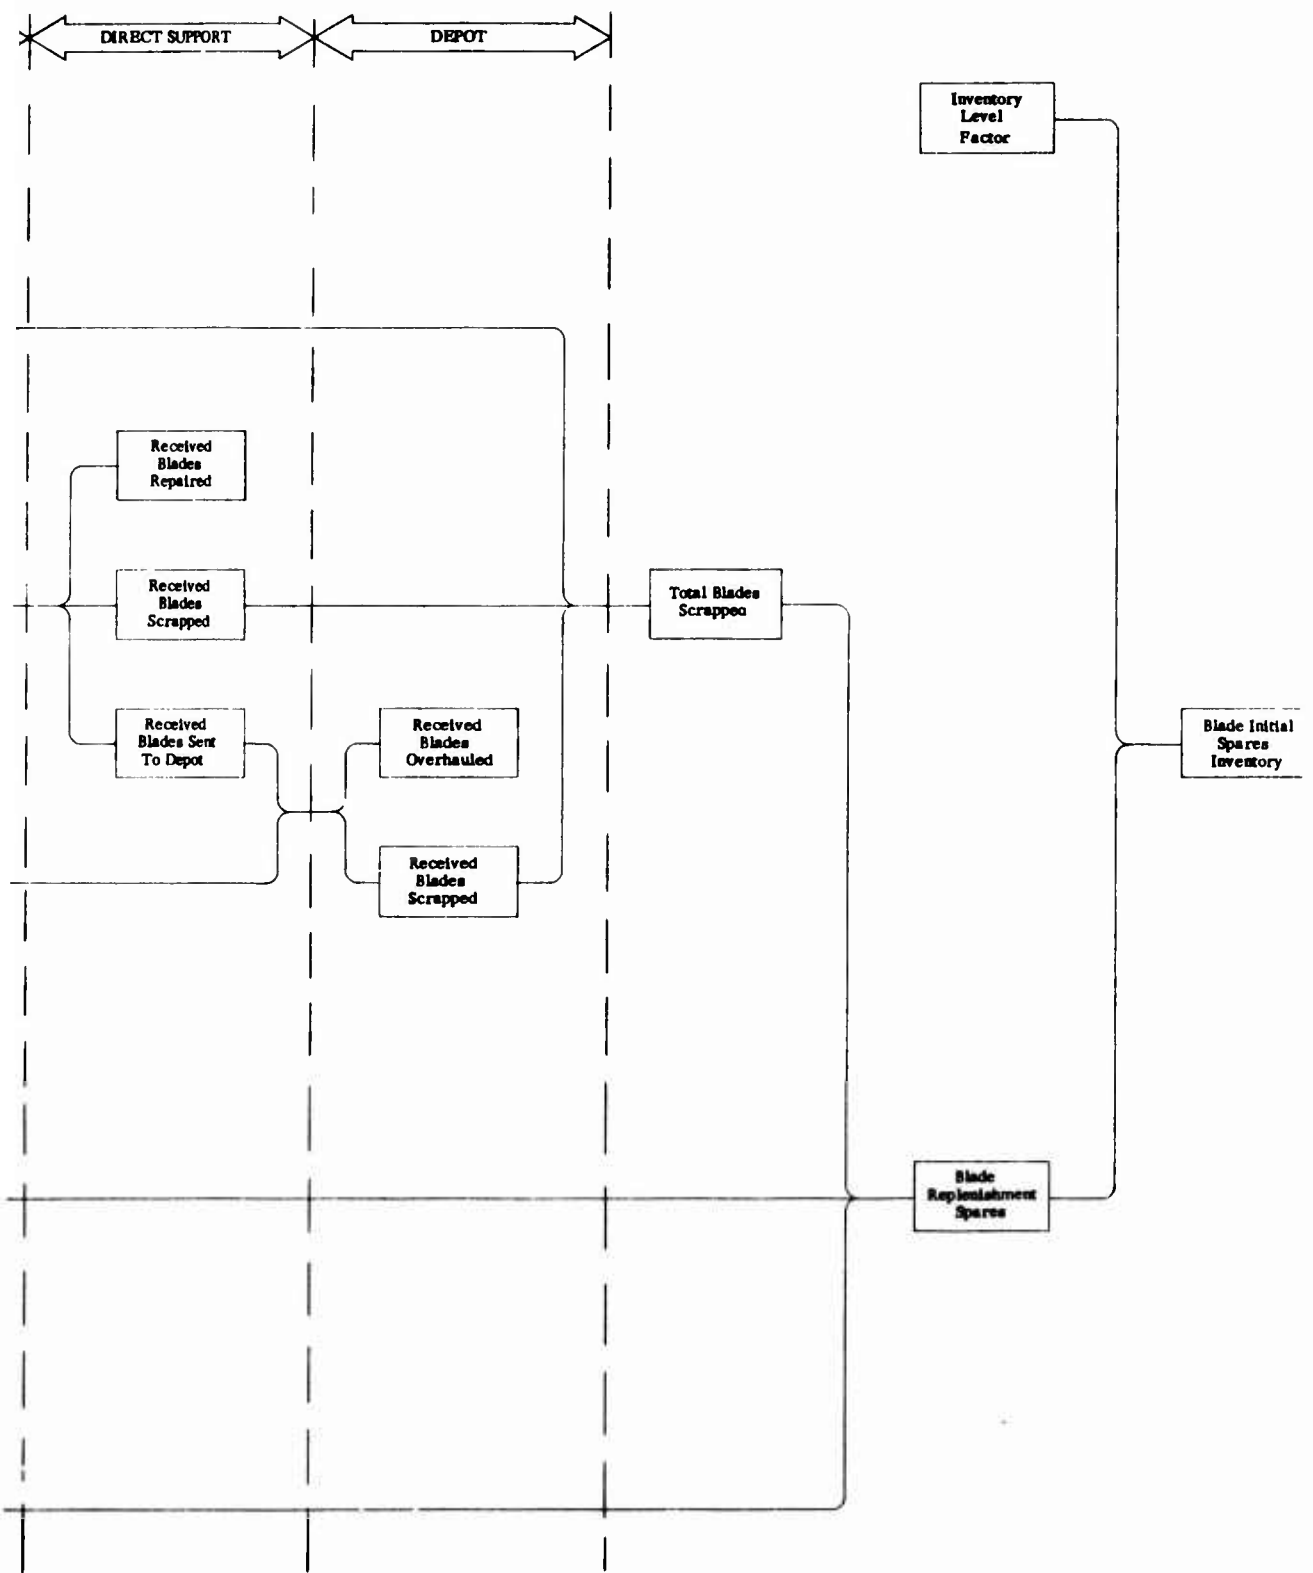 DIRECT SUPPORT
DEPOT
Inventory
Level
Factor
Received
Blades
Repaired
Received
Blades
Scrapped
Total Blades
Scrapped
Received
Blades Sent
To Depot
Received
Blades
Overhauled
Blade Initial
Spares
Inventory
Received
Blades
Scrapped
Blade
Replenishment
Spares